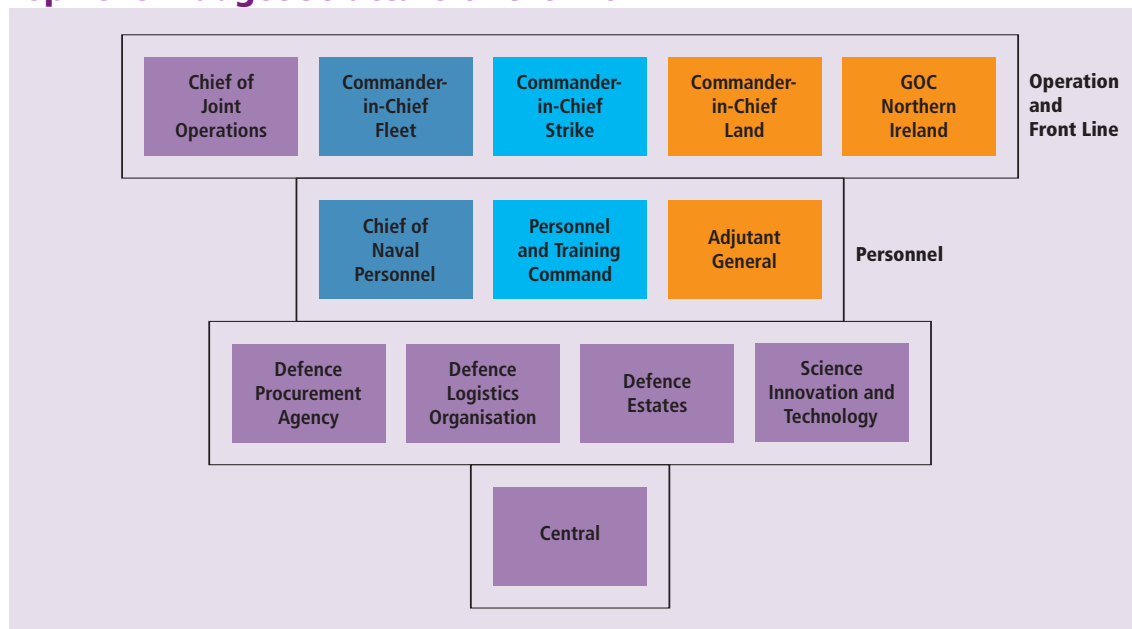 Chief of
Joint
Operations
Commander-
in-Chief
Fleet
Commander-
in-Chief
Strike
Commander-
in-Chief
Land
GOC
Northern
Ireland
Operation
and
Front Line
Chief of
Naval
Personnel
Personnel
and Training
Command
Adjutant
General
Personnel
Defence
Procurement
Agency
Defence
Logistics
Organisation
Defence
Estates
Science
Innovation and
Technology
Central